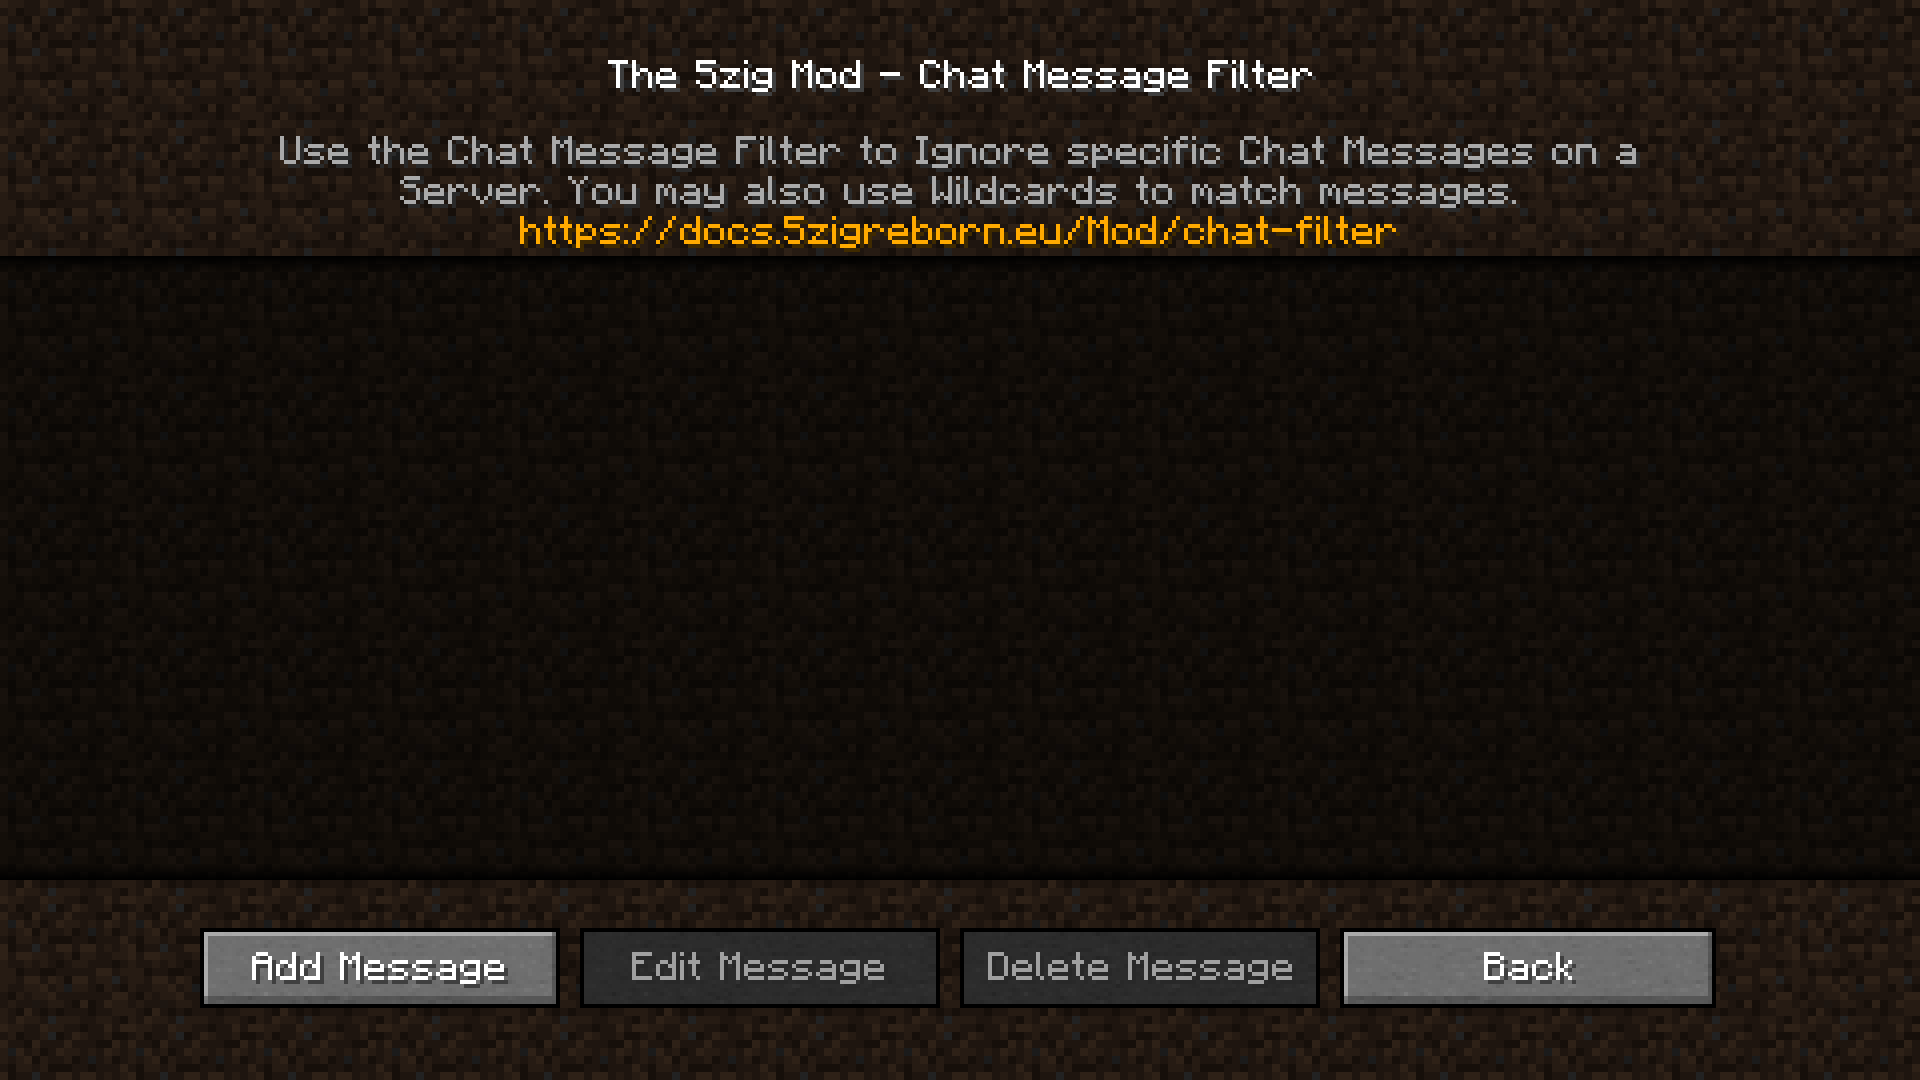 The 5zig Mod - Chat Message Filter
Use the Chat Message Filter to Ignore specific Chat Messages on a
Server. You may also use Wildcards to match messages.
https://docs.5zigreborn.eu/Mod/chat-filter
Add Message
Edit Message
Delete Message
Back